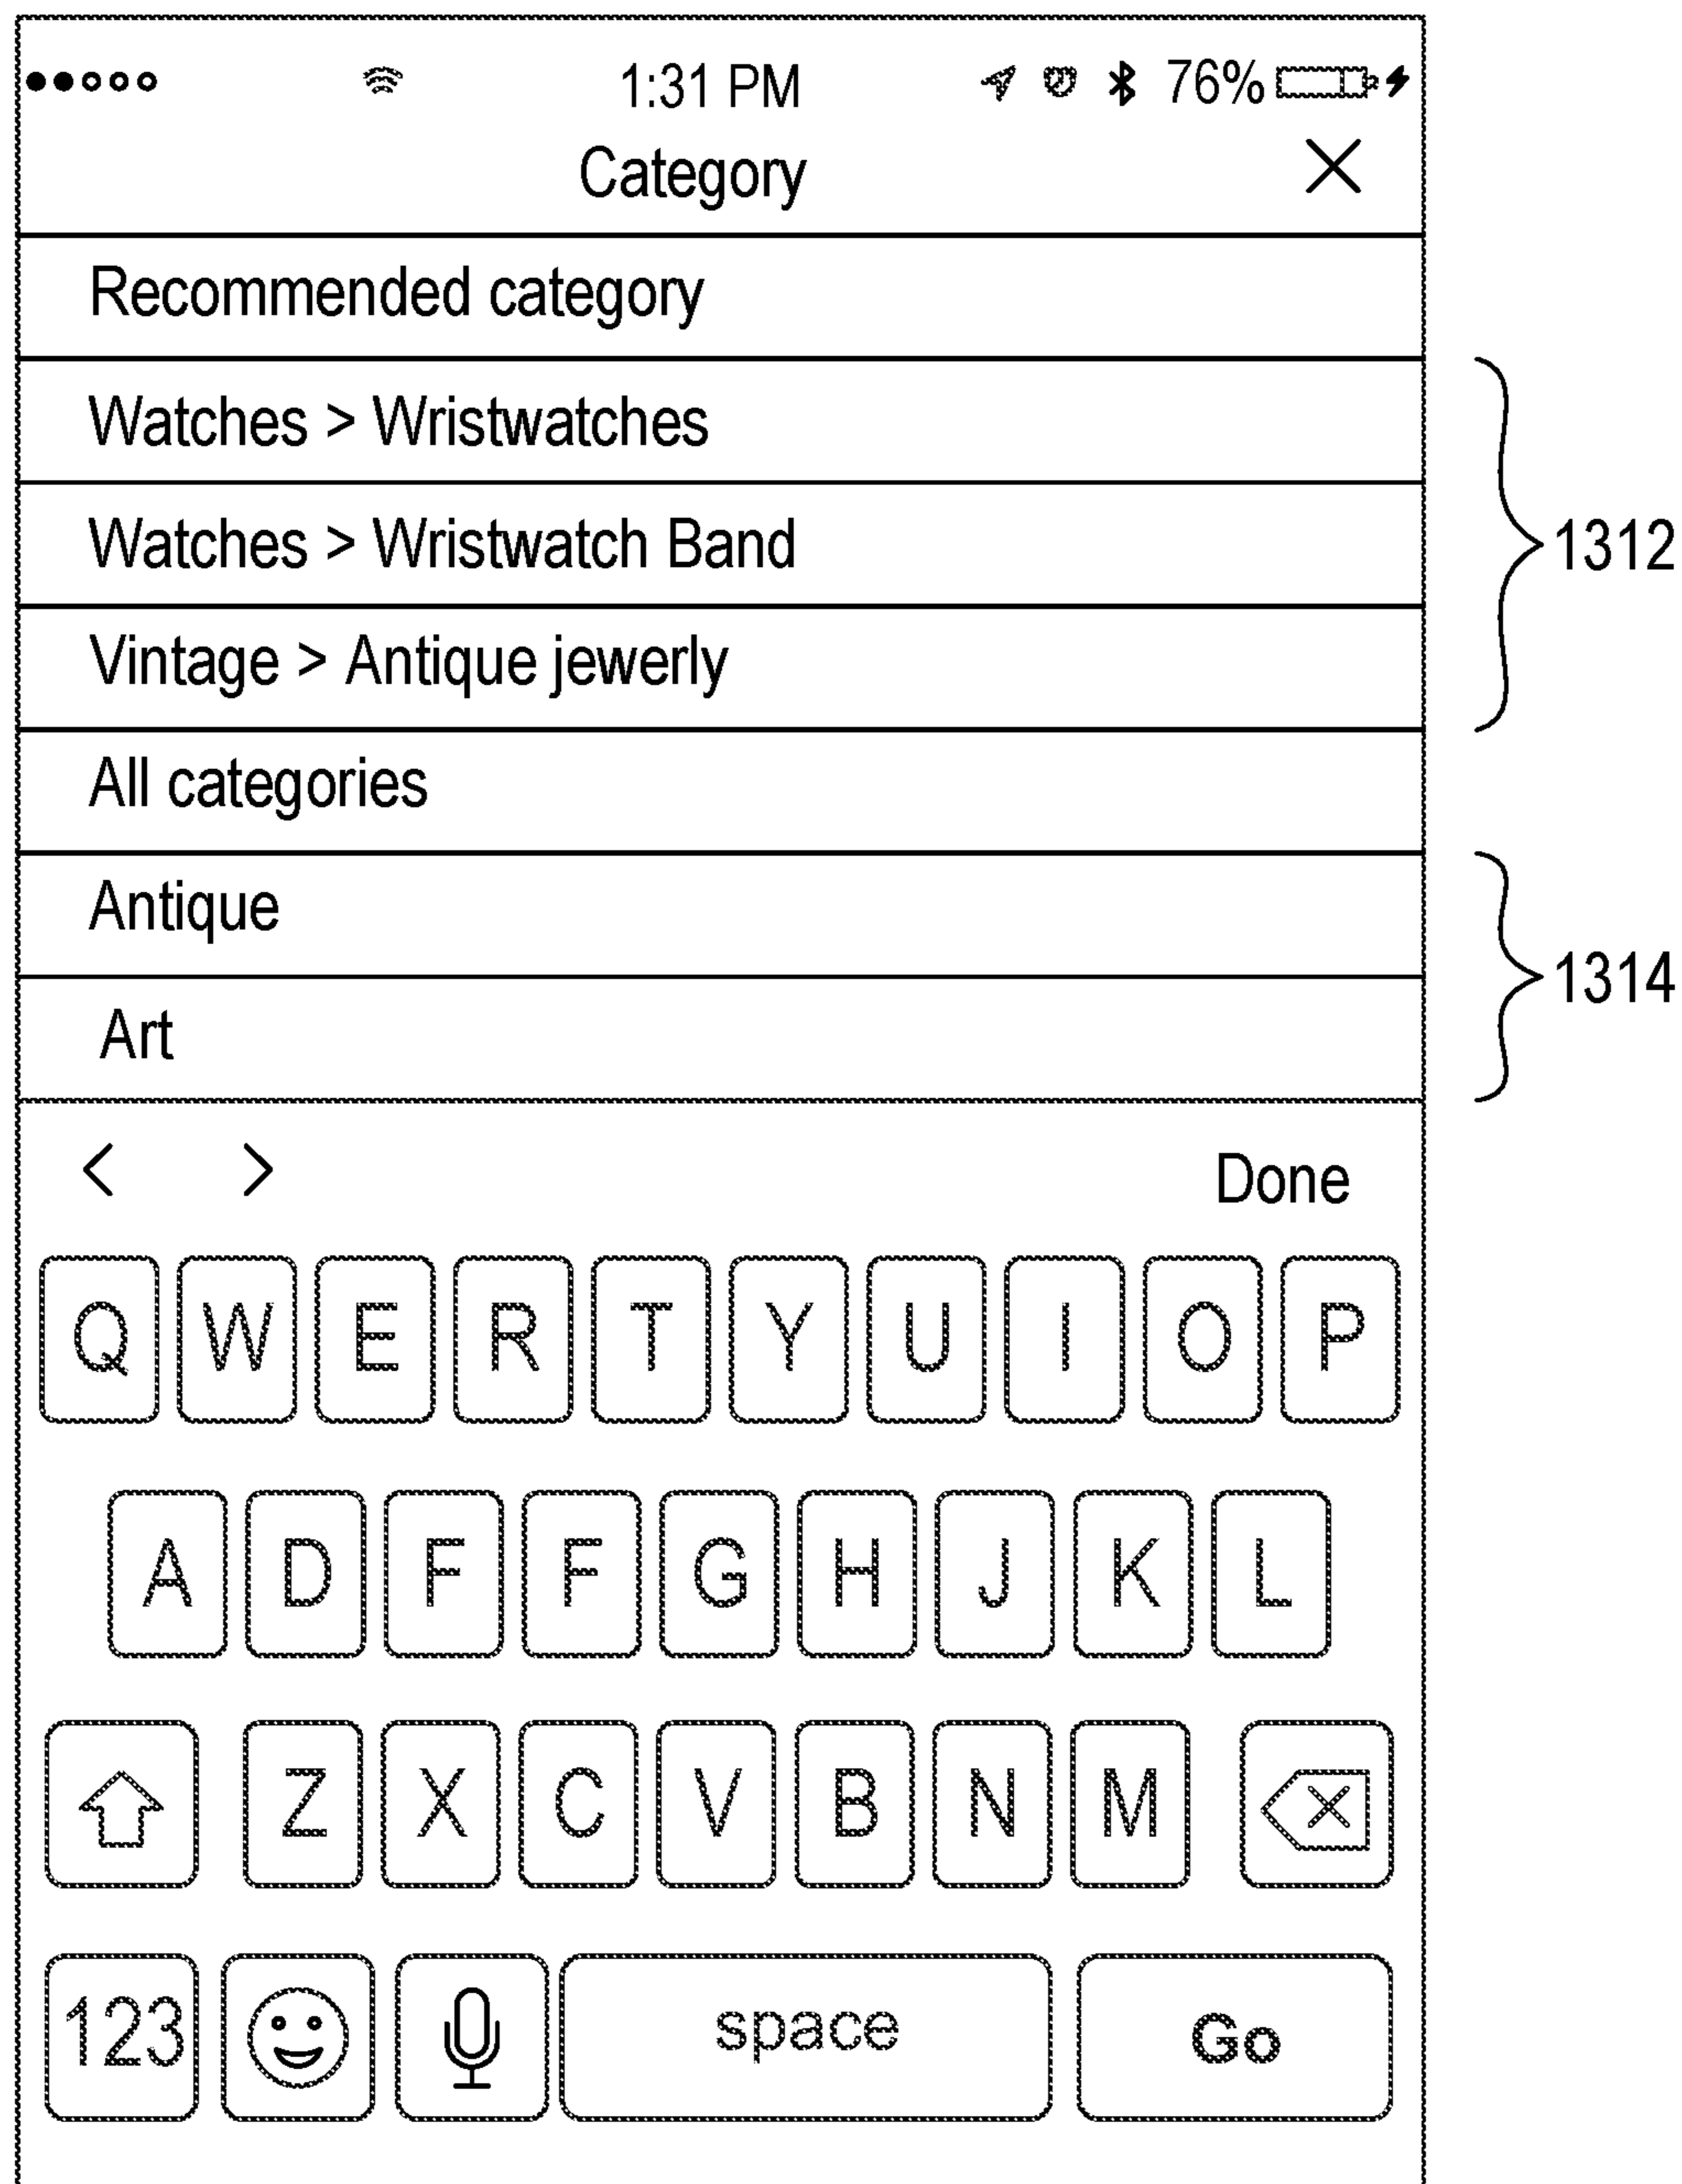 1:31 PM 76%
Category
Recommended category
Watches > Wristwatches
Watches > Wristwatch Band
1312
Vintage > Antique jewerly
All categories
Antique
1314
Art
< > Done
Q W E R T Y U I O P
A D F F G H J K L
Z X C V B N M
123 space Go